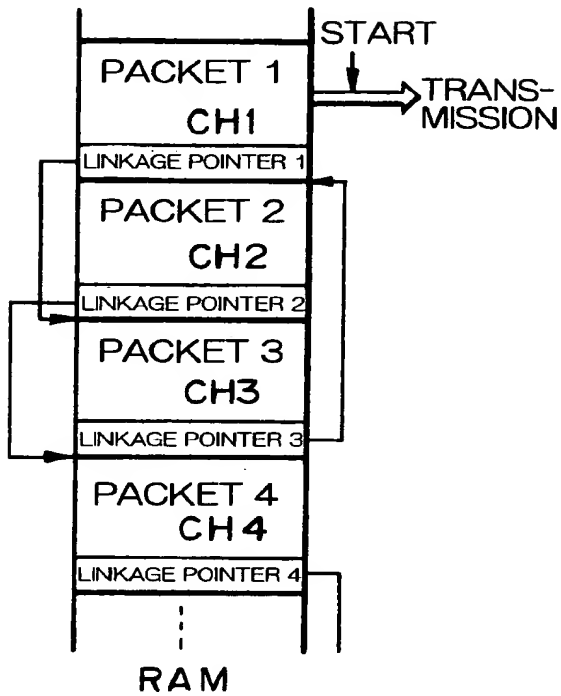 START
PACKET 1
CH1
TRANS-
MISSION
LINKAGE POINTER 1
PACKET 2
CH2
LINKAGE POINTER 2
PACKET 3
CH3
LINKAGE POINTER 3
PACKET 4
CH4
LINKAGE POINTER 4
RAM